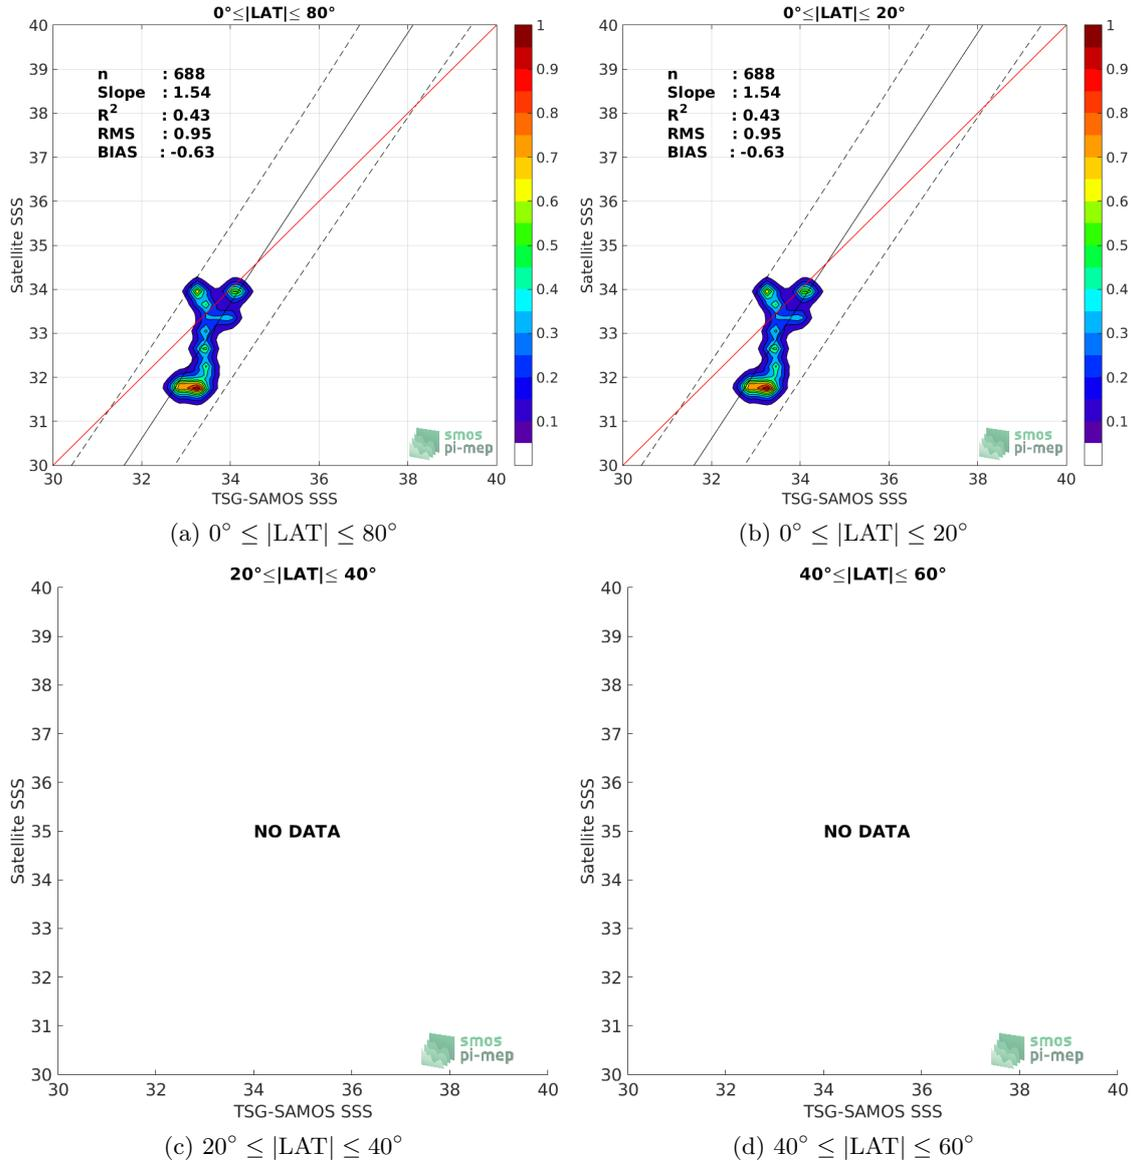 0°≤|LAT|≤ 80°
40
39
38
37
36
35
34
33
32
31
30
Satellite SSS
n : 688
Slope : 1.54
R² : 0.43
RMS : 0.95
BIAS : -0.63
smos
pi-mep
30 32 34 36 38 40
TSG-SAMOS SSS
1
0.9
0.8
0.7
0.6
0.5
0.4
0.3
0.2
0.1
(a) 0° ≤ |LAT| ≤ 80°
0°≤|LAT|≤ 20°
40
39
38
37
36
35
34
33
32
31
30
Satellite SSS
n : 688
Slope : 1.54
R² : 0.43
RMS : 0.95
BIAS : -0.63
smos
pi-mep
30 32 34 36 38 40
TSG-SAMOS SSS
1
0.9
0.8
0.7
0.6
0.5
0.4
0.3
0.2
0.1
(b) 0° ≤ |LAT| ≤ 20°
20°≤|LAT|≤ 40°
40
39
38
37
36
35
34
33
32
31
30
Satellite SSS
NO DATA
smos
pi-mep
30 32 34 36 38 40
TSG-SAMOS SSS
(c) 20° ≤ |LAT| ≤ 40°
40°≤|LAT|≤ 60°
40
39
38
37
36
35
34
33
32
31
30
Satellite SSS
NO DATA
smos
pi-mep
30 32 34 36 38 40
TSG-SAMOS SSS
(d) 40° ≤ |LAT| ≤ 60°